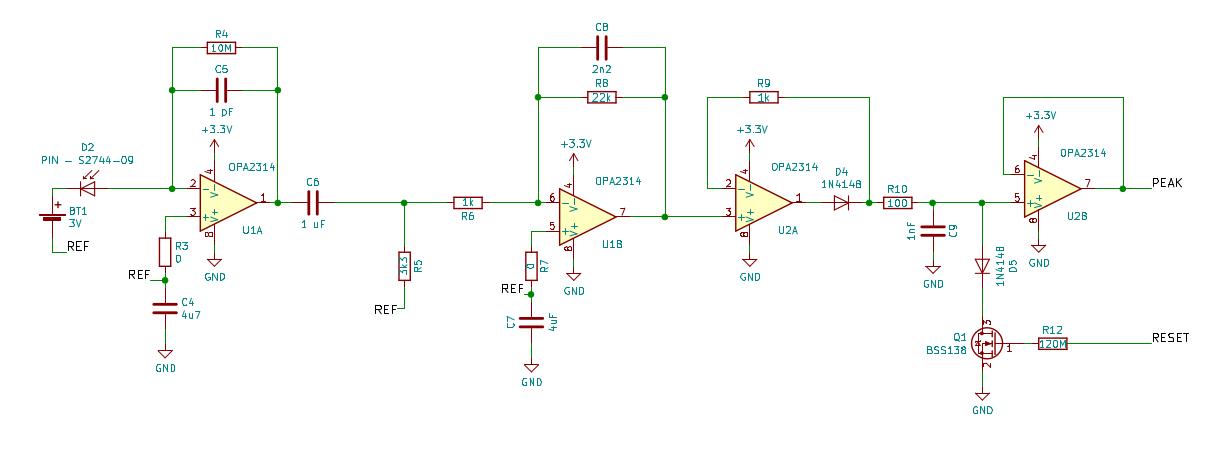 R4
10M
C5
1 pF
+3.3V
D2
PIN - S2744-09
OPA2314
4
V-
2
-
1
3
+
V+
8
U1A
GND
+
BT1
3V
REF
R3
0
REF
C4
4u7
GND
C6
1 uF
1k
R6
3k3
R5
REF
C8
2n2
R8
22k
+3.3V
OPA2314
4
V-
6
-
7
5
+
V+
8
U1B
GND
0
R7
REF
C7
4uF
GND
R9
1k
+3.3V
OPA2314
4
V-
2
-
1
3
+
V+
8
U2A
GND
D4
1N4148
R10
100
1nF
C9
GND
+3.3V
OPA2314
4
V-
6
-
7
5
+
V+
8
U2B
GND
PEAK
1N4148
D5
Q1
BSS138
3
1
2
GND
R12
120M
RESET